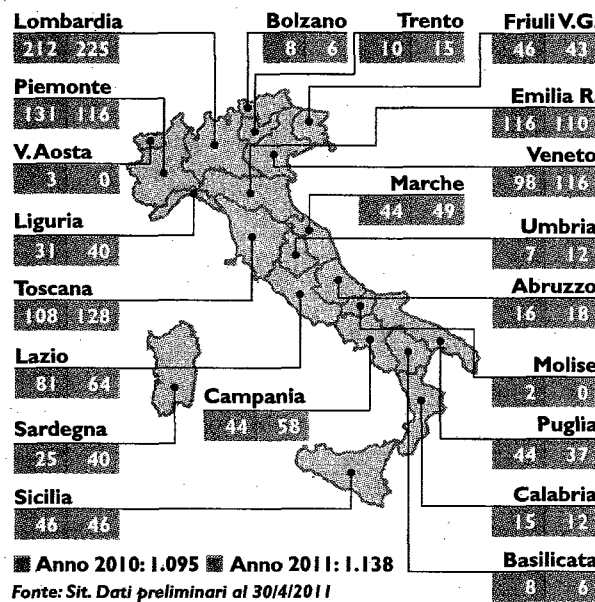 Lombardia
212 225
Bolzano
8 6
Trento
10 15
Friuli V.G.
46 43
Piemonte
131 116
Emilia R.
116 110
V.Aosta
3 0
Veneto
98 116
Marche
44 49
Liguria
31 40
Umbria
7 12
Toscana
108 128
Abruzzo
16 18
Lazio
81 64
Molise
2 0
Campania
44 58
Sardegna
25 40
Puglia
44 37
Sicilia
46 46
Calabria
15 12
Basilicata
8 6
Anno 2010: 1.095 Anno 2011: 1.138
Fonte: Sit. Dati preliminari al 30/4/2011